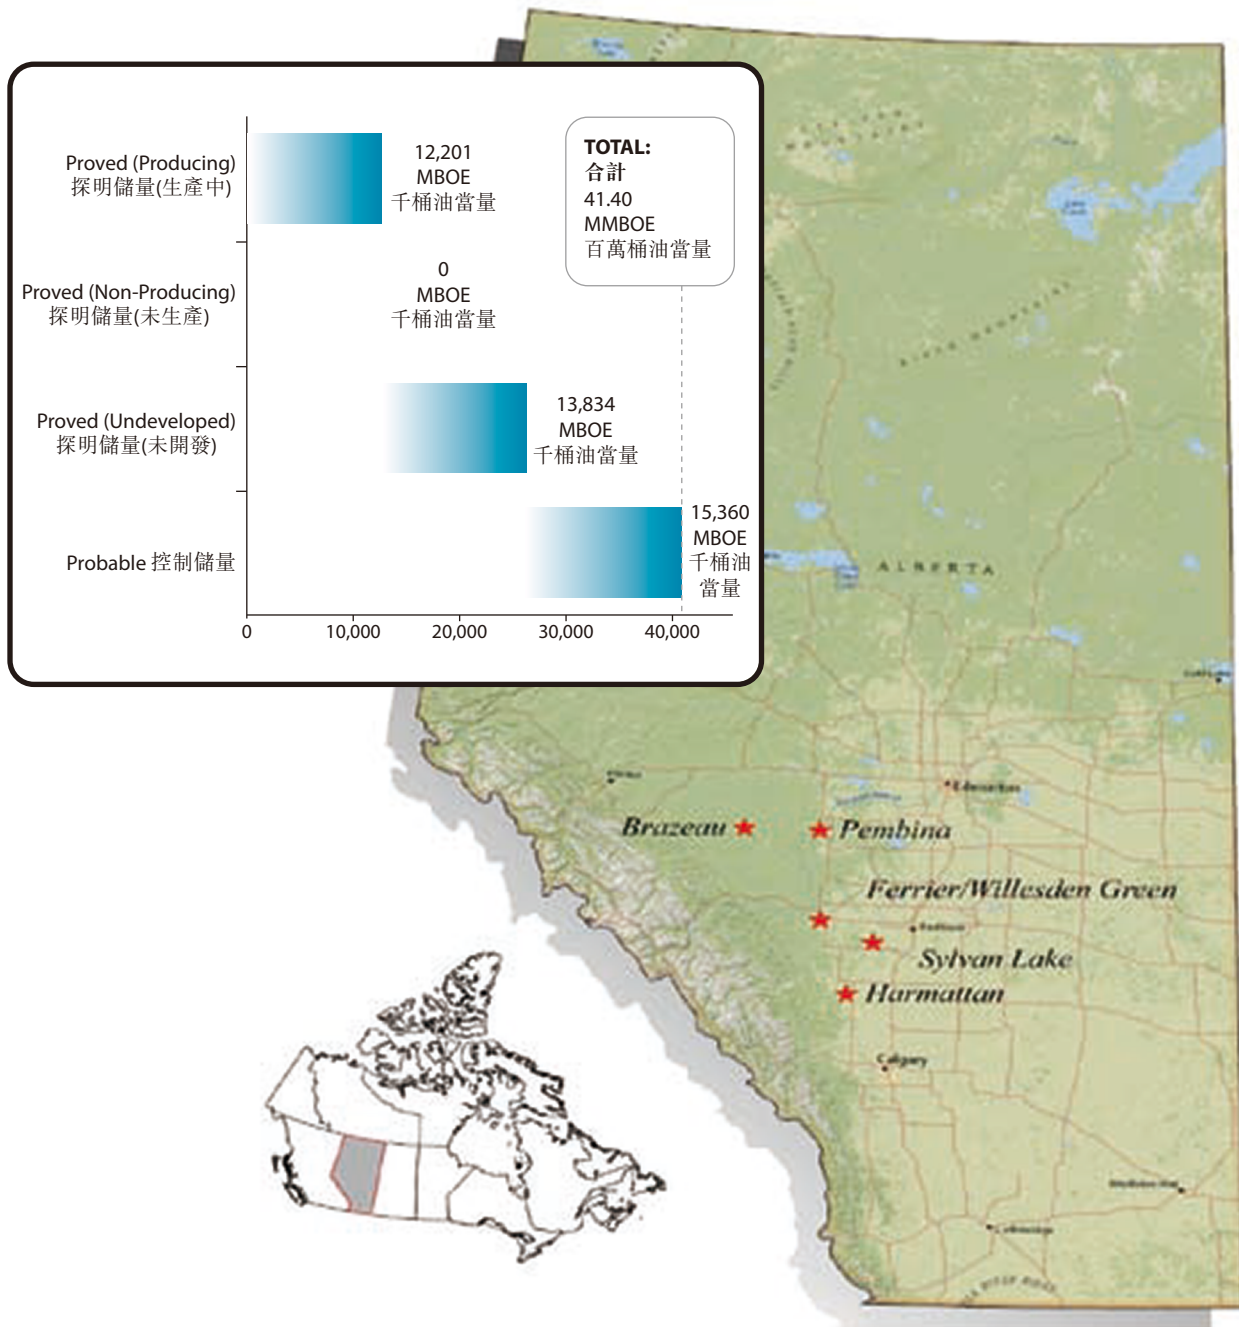 Proved (Producing)
探明儲量(生產中)
12,201
MBOE
千桶油當量
TOTAL:
合計
41.40
MMBOE
百萬桶油當量
Proved (Non-Producing)
探明儲量(未生產)
0
MBOE
千桶油當量
Proved (Undeveloped)
探明儲量(未開發)
13,834
MBOE
千桶油當量
Probable 控制儲量
15,360
MBOE
千桶油
當量
0
10,000
20,000
30,000
40,000
ALBERTA
Edmonton
Brazeau
Pembina
Ferrier/Willesden Green
Sylvan Lake
Harmattan
Calgary